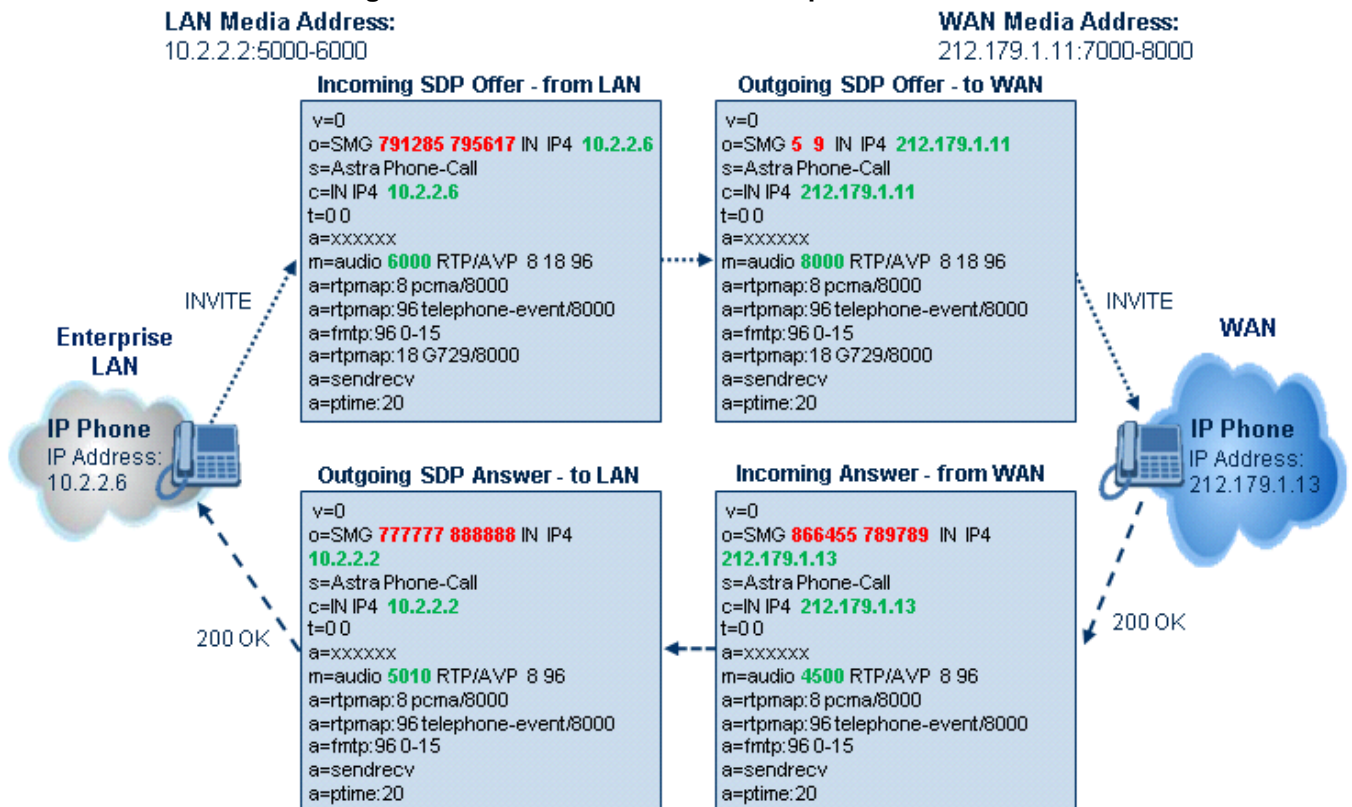 LAN Media Address:
10.2.2.2:5000-6000
WAN Media Address:
212.179.1.11:7000-8000
Incoming SDP Offer - from LAN
v=0
o=SMG 791285 795617 IN IP4 10.2.2.6
s=Astra Phone-Call
c=IN IP4 10.2.2.6
t=0 0
a=xxxxxx
m=audio 6000 RTP/AVP 8 18 96
a=rtpmap:8 pcma/8000
a=rtpmap:96 telephone-event/8000
a=fmtp:96 0-15
a=rtpmap:18 G729/8000
a=sendrecv
a=ptime:20
Outgoing SDP Offer - to WAN
v=0
o=SMG 5 9 IN IP4 212.179.1.11
s=Astra Phone-Call
c=IN IP4 212.179.1.11
t=0 0
a=xxxxxx
m=audio 8000 RTP/AVP 8 18 96
a=rtpmap:8 pcma/8000
a=rtpmap:96 telephone-event/8000
a=fmtp:96 0-15
a=rtpmap:18 G729/8000
a=sendrecv
a=ptime:20
INVITE
INVITE
Enterprise
LAN
IP Phone
IP Address:
10.2.2.6
WAN
IP Phone
IP Address:
212.179.1.13
Outgoing SDP Answer - to LAN
v=0
o=SMG 777777 888888 IN IP4
10.2.2.2
s=Astra Phone-Call
c=IN IP4 10.2.2.2
t=0 0
a=xxxxxx
m=audio 5010 RTP/AVP 8 96
a=rtpmap:8 pcma/8000
a=rtpmap:96 telephone-event/8000
a=fmtp:96 0-15
a=sendrecv
a=ptime:20
Incoming Answer - from WAN
v=0
o=SMG 866455 789789 IN IP4
212.179.1.13
s=Astra Phone-Call
c=IN IP4 212.179.1.13
t=0 0
a=xxxxxx
m=audio 4500 RTP/AVP 8 96
a=rtpmap:8 pcma/8000
a=rtpmap:96 telephone-event/8000
a=fmtp:96 0-15
a=sendrecv
a=ptime:20
200 OK
200 OK